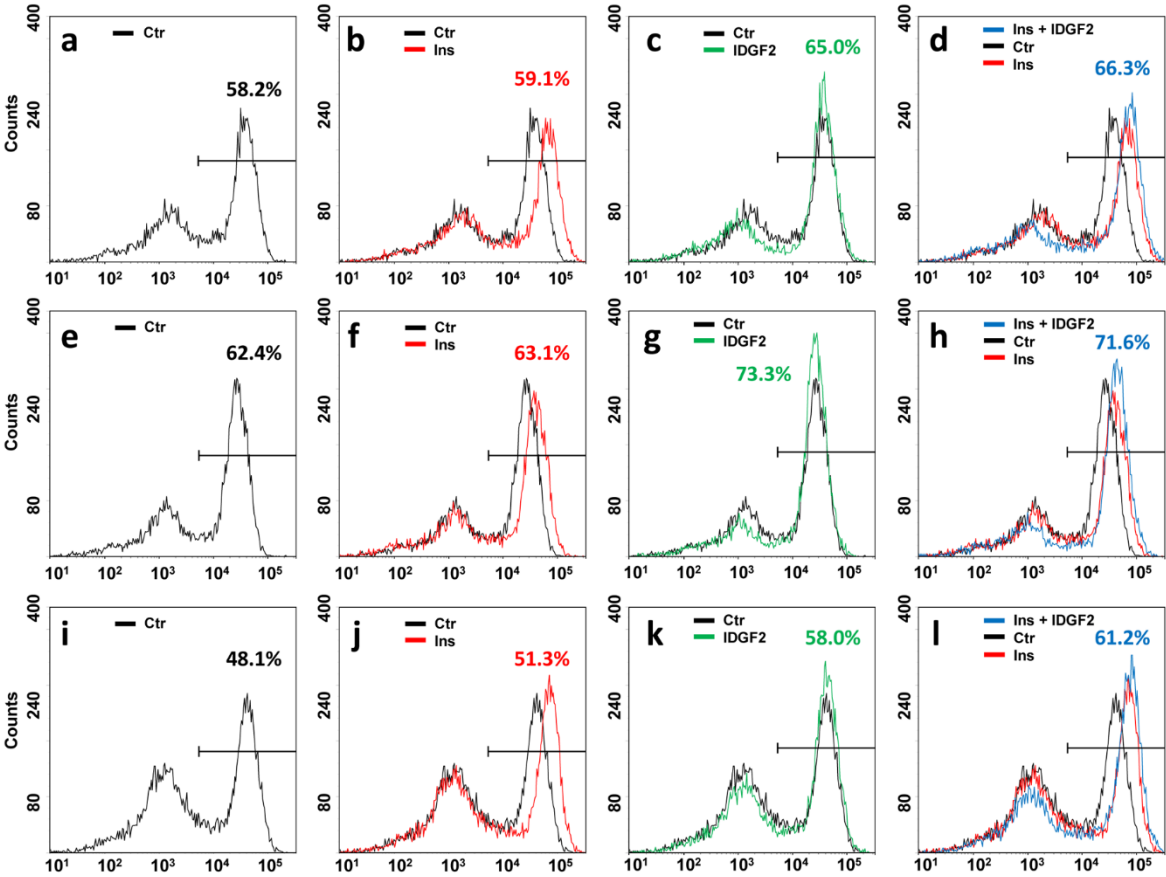 a
Ctr
58.2%
400
240
80
Counts
10¹ 10² 10³ 10⁴ 10⁵
b
Ctr
Ins
59.1%
400
240
80
10¹ 10² 10³ 10⁴ 10⁵
c
Ctr
IDGF2
65.0%
400
240
80
10¹ 10² 10³ 10⁴ 10⁵
d
Ins + IDGF2
Ctr
Ins
66.3%
400
240
80
10¹ 10² 10³ 10⁴ 10⁵
e
Ctr
62.4%
400
240
80
Counts
10¹ 10² 10³ 10⁴ 10⁵
f
Ctr
Ins
63.1%
400
240
80
10¹ 10² 10³ 10⁴ 10⁵
g
Ctr
IDGF2
73.3%
400
240
80
10¹ 10² 10³ 10⁴ 10⁵
h
Ins + IDGF2
Ctr
Ins
71.6%
400
240
80
10¹ 10² 10³ 10⁴ 10⁵
i
Ctr
48.1%
400
240
80
Counts
10¹ 10² 10³ 10⁴ 10⁵
j
Ctr
Ins
51.3%
400
240
80
10¹ 10² 10³ 10⁴ 10⁵
k
Ctr
IDGF2
58.0%
400
240
80
10¹ 10² 10³ 10⁴ 10⁵
l
Ins + IDGF2
Ctr
Ins
61.2%
400
240
80
10¹ 10² 10³ 10⁴ 10⁵